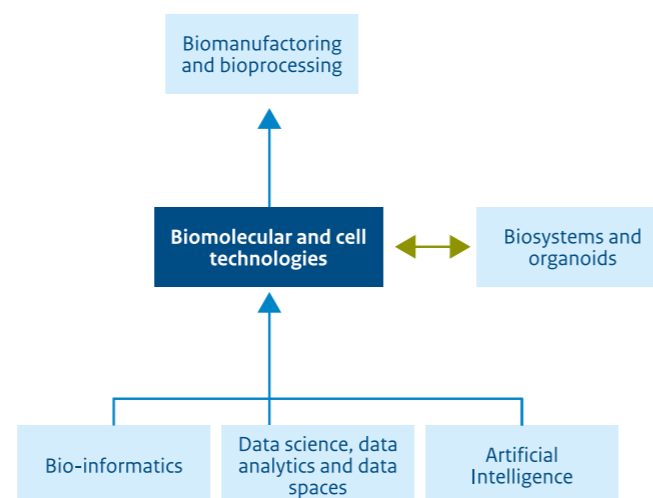 Biomanufactoring
and bioprocessing
Biomolecular and cell
technologies
Biosystems and
organoids
Bio-informatics
Data science, data
analytics and data
spaces
Artificial
Intelligence